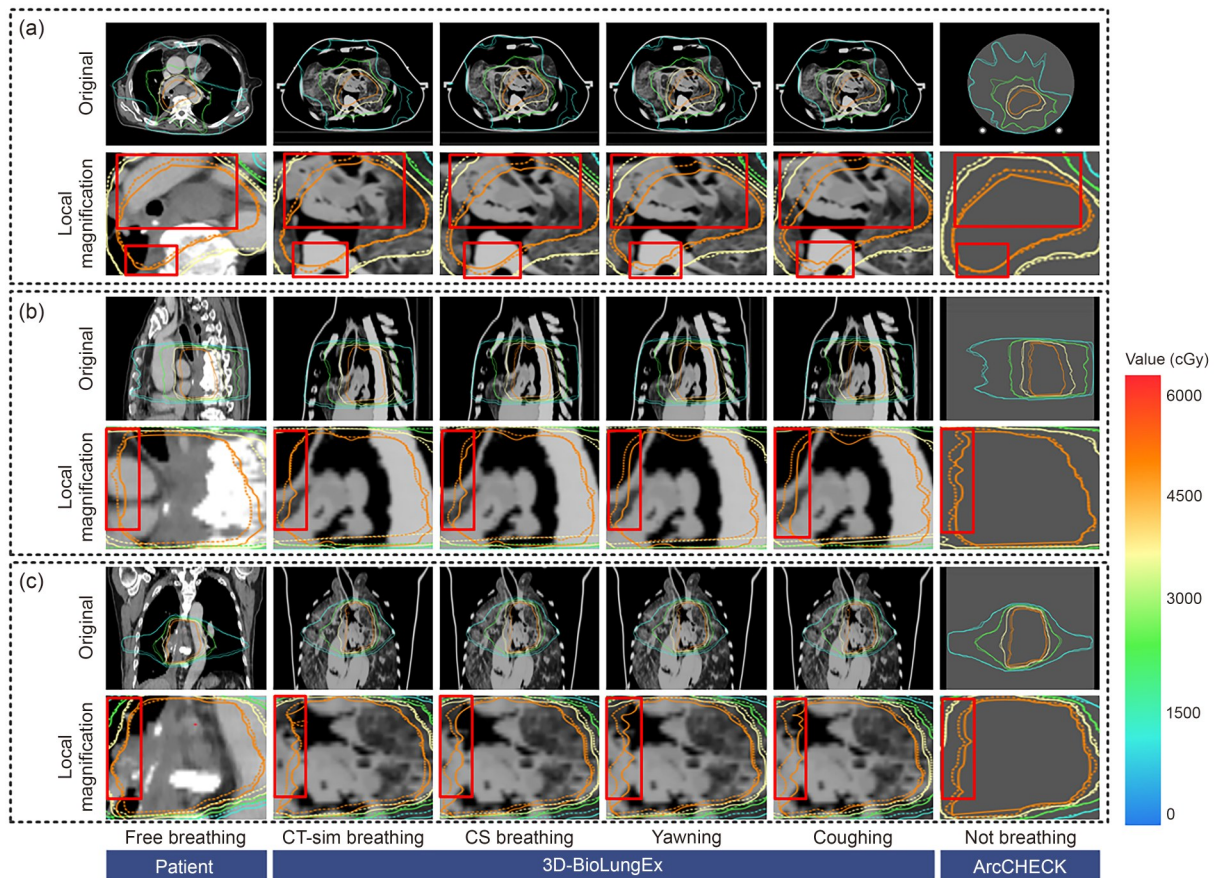 (a)
Original
Local
magnification
(b)
Original
Local
magnification
(c)
Original
Local
magnification
Value (cGy)
6000
4500
3000
1500
0
Free breathing
CT-sim breathing
CS breathing
Yawning
Coughing
Not breathing
Patient
3D-BioLungEx
ArcCHECK